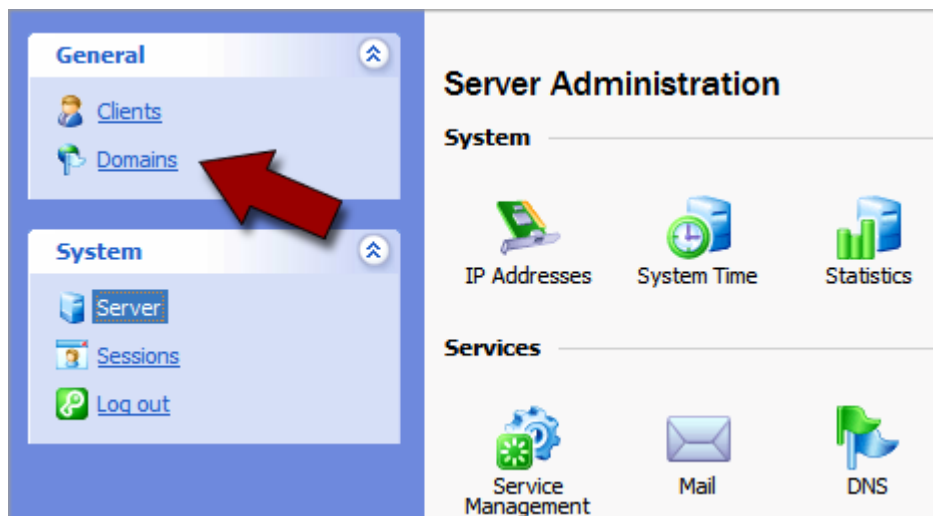 General
Clients
Domains
System
Server
Sessions
Log out
Server Administration
System
IP Addresses
System Time
Statistics
Services
Service
Management
Mail
DNS